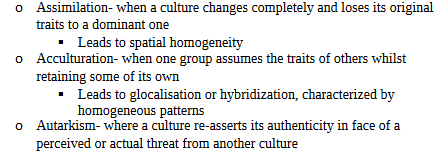 o Assimilation- when a culture changes completely and loses its original
traits to a dominant one
▪ Leads to spatial homogeneity
o Acculturation- when one group assumes the traits of others whilst
retaining some of its own
▪ Leads to glocalisation or hybridization, characterized by
homogeneous patterns
o Autarkism- where a culture re-asserts its authenticity in face of a
perceived or actual threat from another culture